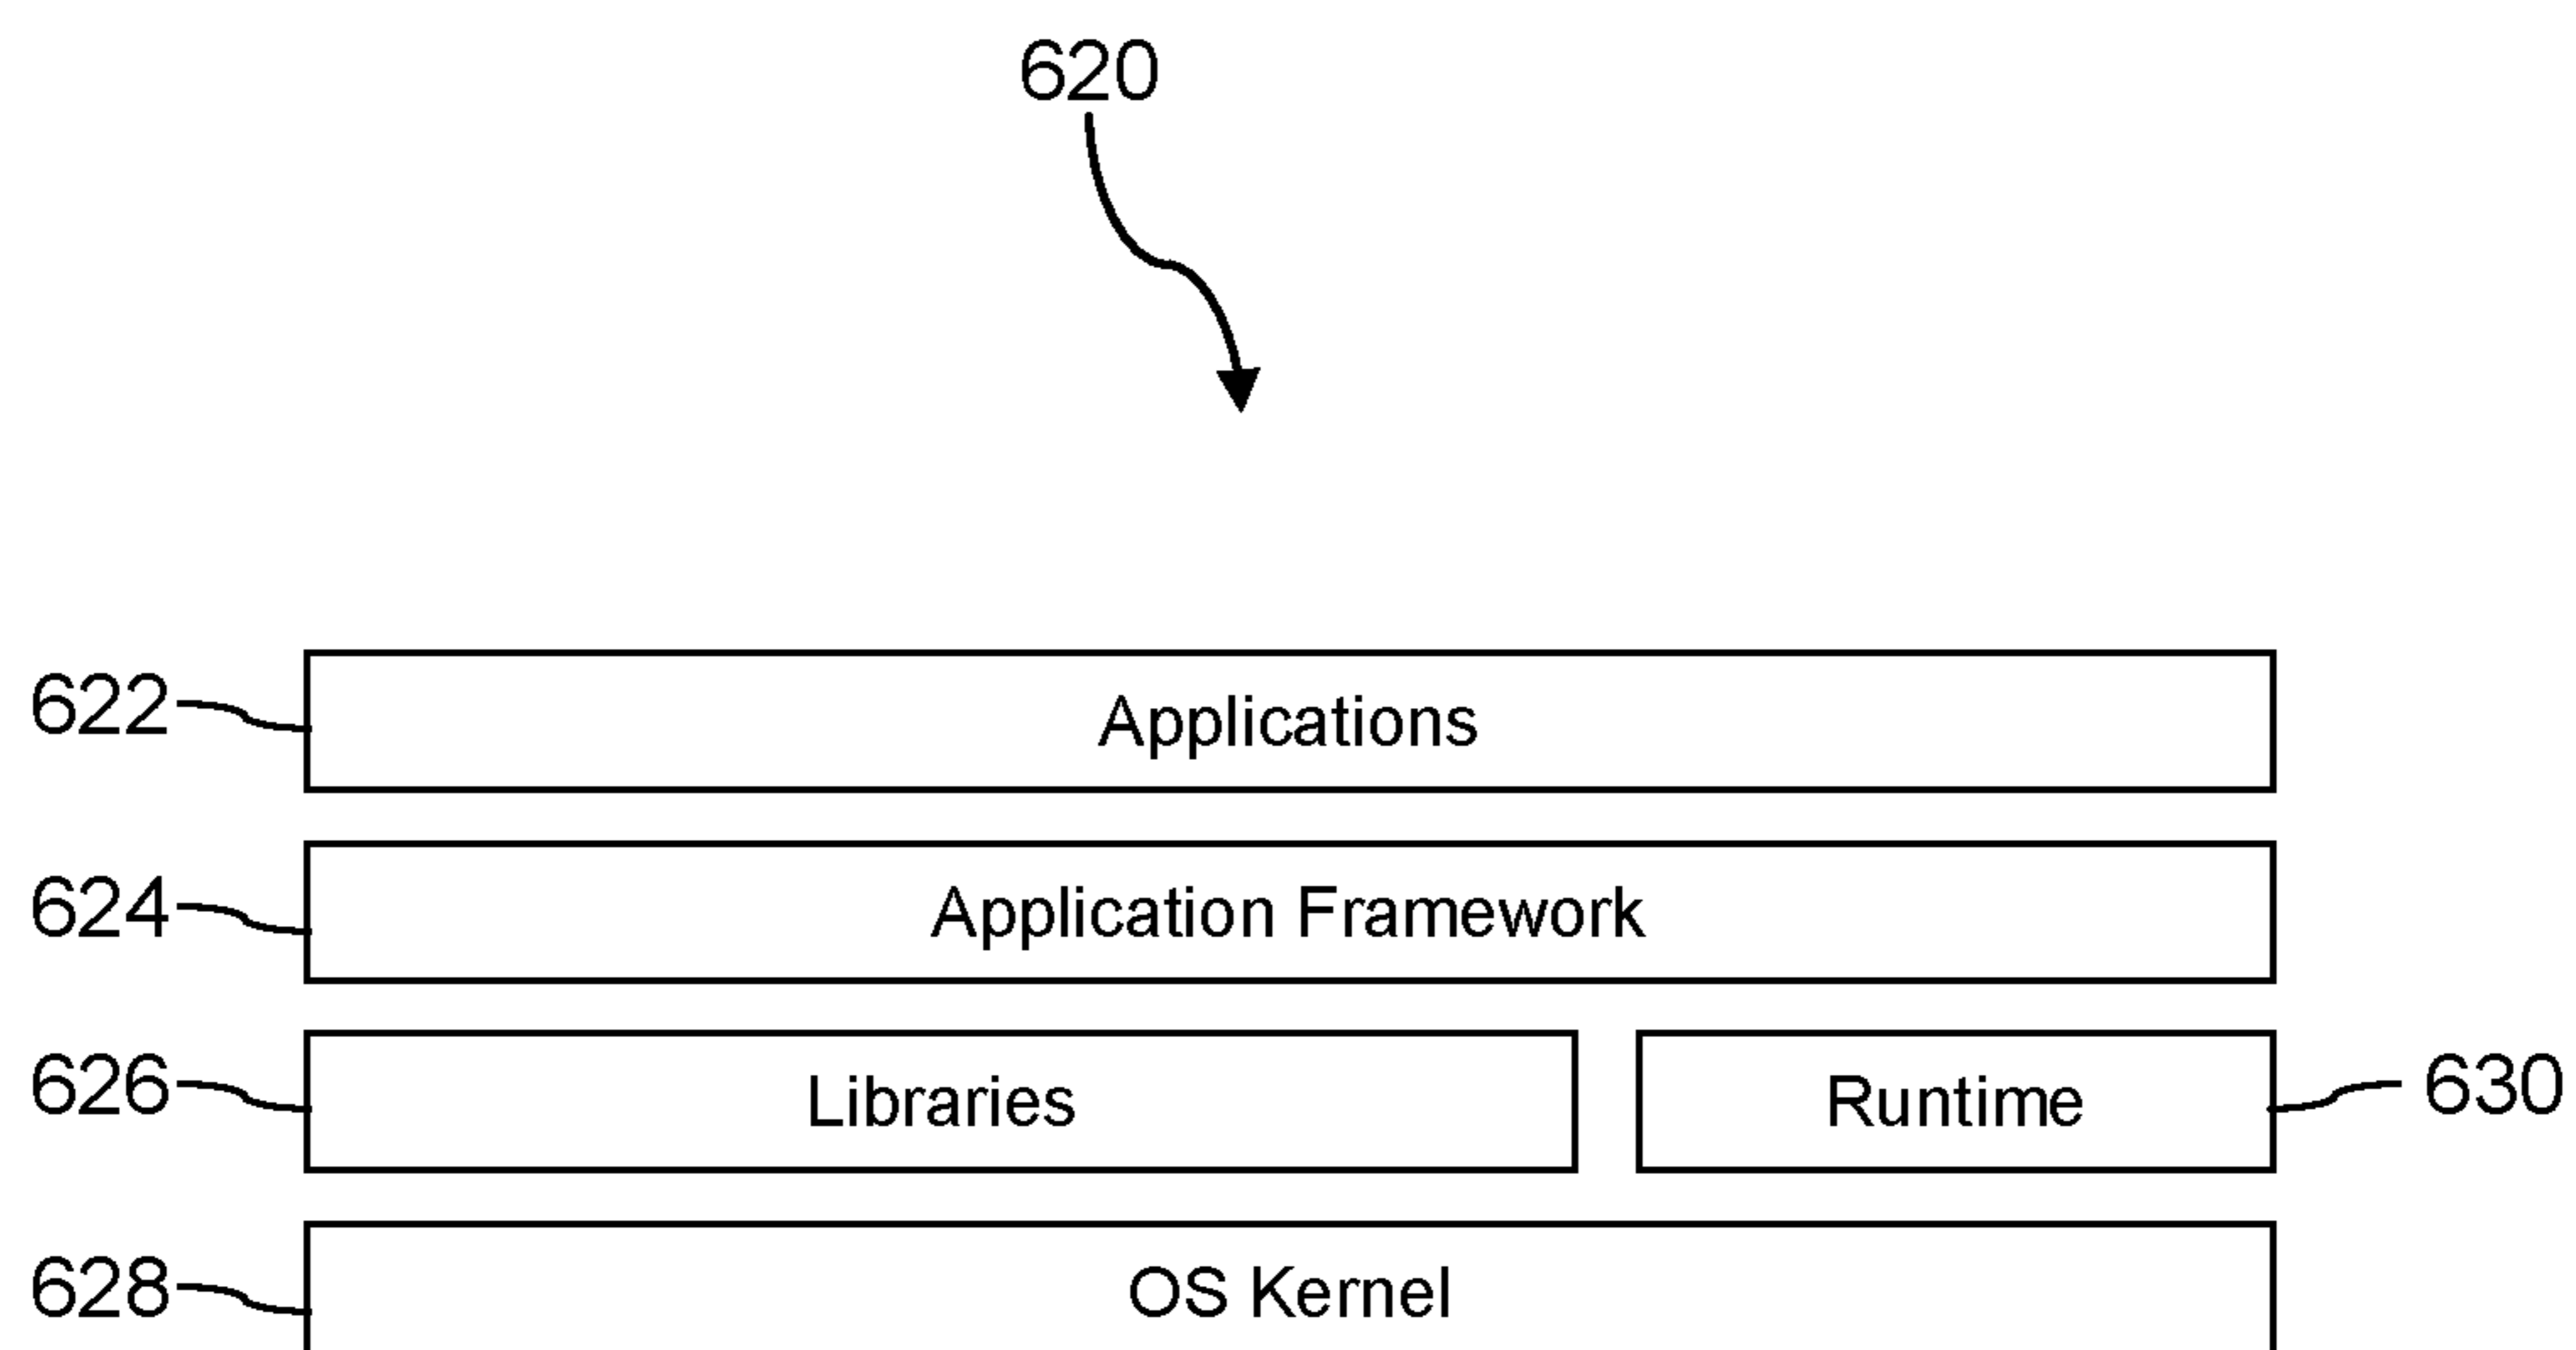 620
622 Applications
624 Application Framework
626 Libraries Runtime 630
628 OS Kernel